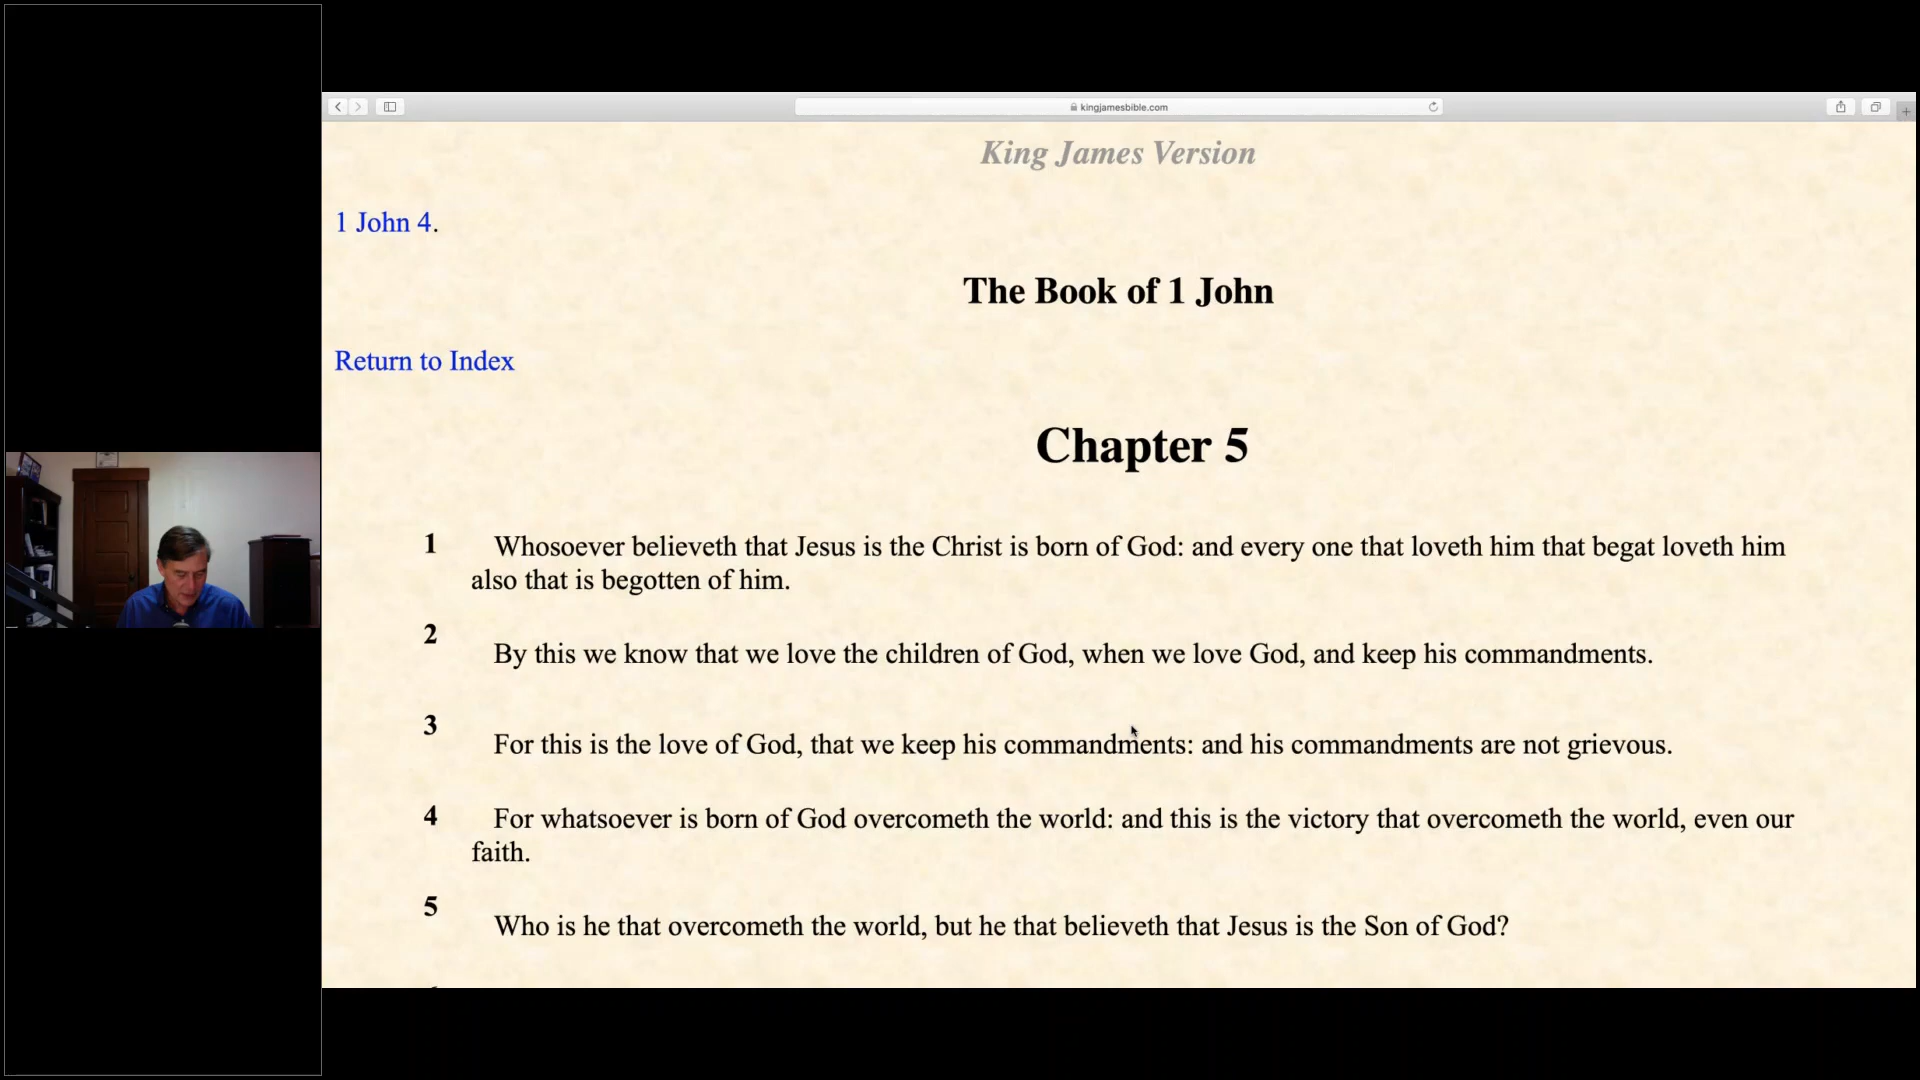 kingjamesbible.com
King James Version
1 John 4.
The Book of 1 John
Return to Index
Chapter 5
1 Whosoever believeth that Jesus is the Christ is born of God: and every one that loveth him that begat loveth him
also that is begotten of him.
2 By this we know that we love the children of God, when we love God, and keep his commandments.
3 For this is the love of God, that we keep his commandments: and his commandments are not grievous.
4 For whatsoever is born of God overcometh the world: and this is the victory that overcometh the world, even our
faith.
5 Who is he that overcometh the world, but he that believeth that Jesus is the Son of God?